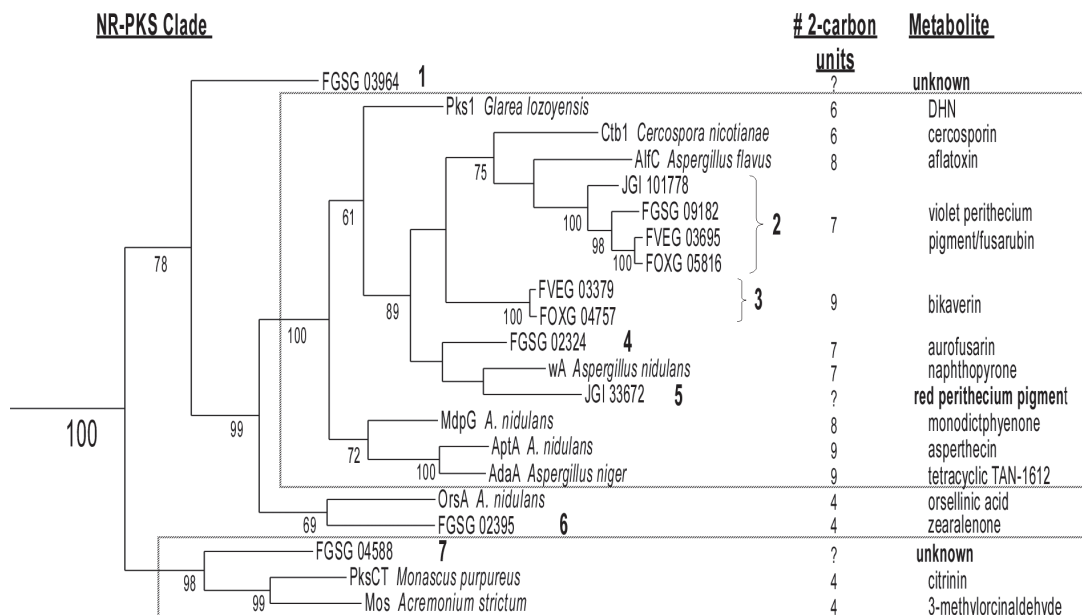 NR-PKS Clade # 2-carbon units Metabolite
FGSG 03964 1 ? unknown
Pks1 Glarea lozoyensis 6 DHN
Ctb1 Cercospora nicotianae 6 cercosporin
75 AlfC Aspergillus flavus 8 aflatoxin
JGI 101778
100 FGSG 09182 2 7 violet perithecium
61 98 FVEG 03695 pigment/fusarubin
78 100 FOXG 05816
FVEG 03379 3 9 bikaverin
89 100 FOXG 04757
100 FGSG 02324 4 7 aurofusarin
wA Aspergillus nidulans 7 naphthopyrone
JGI 33672 5 ? red perithecium pigment
100 MdpG A. nidulans 8 monodictphyenone
99 72 AptA A. nidulans 9 asperthecin
100 AdaA Aspergillus niger 9 tetracyclic TAN-1612
OrsA A. nidulans 4 orsellinic acid
69 FGSG 02395 6 4 zearalenone
FGSG 04588 7 ? unknown
98 PksCT Monascus purpureus 4 citrinin
99 Mos Acremonium strictum 4 3-methylorcinaldehyde